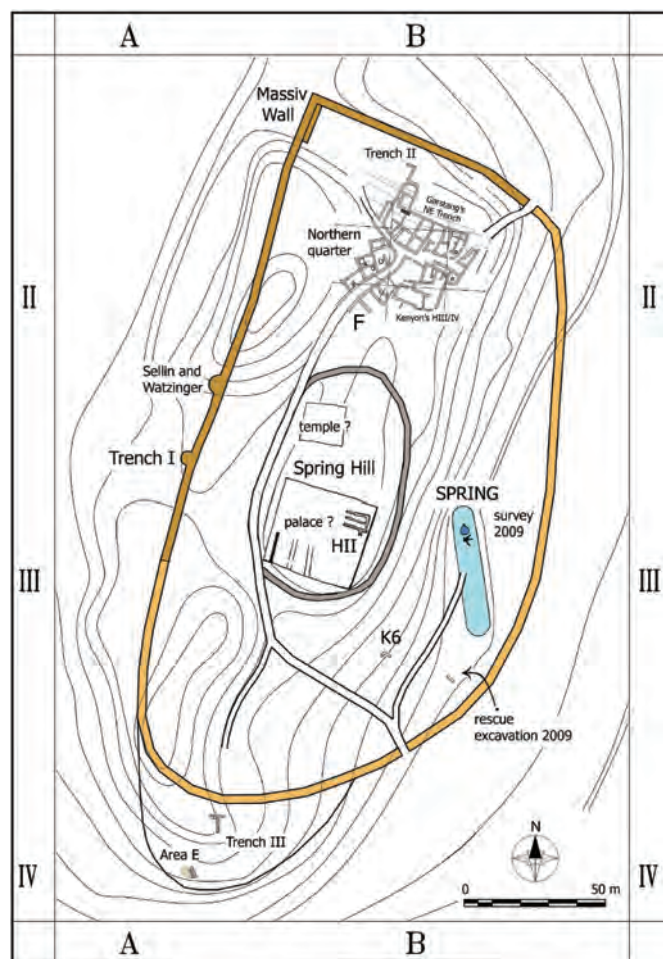 A B
Massiv
Wall
Trench II
Garstang's
NE Trench
Northern
quarter
II II
F
Kenyon's HIII/IV
Sellin and
Watzinger
temple ?
Trench I
Spring Hill
SPRING
survey
2009
palace ?
HII
III III
K6
rescue
excavation 2009
Trench III
N
Area E
IV IV
0 50 m
A B